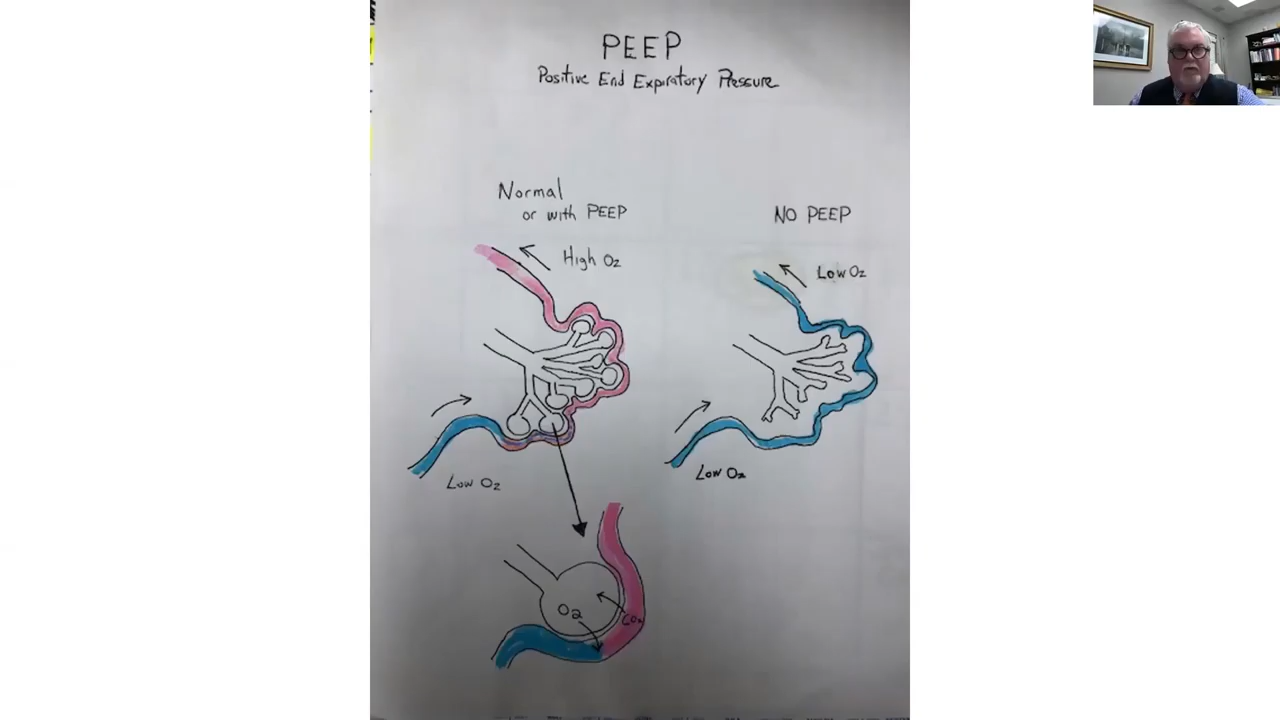 PEEP
Positive End Expiratory Pressure
Normal
or with PEEP
High O2
Low O2
O2
CO2
NO PEEP
Low O2
Low O2